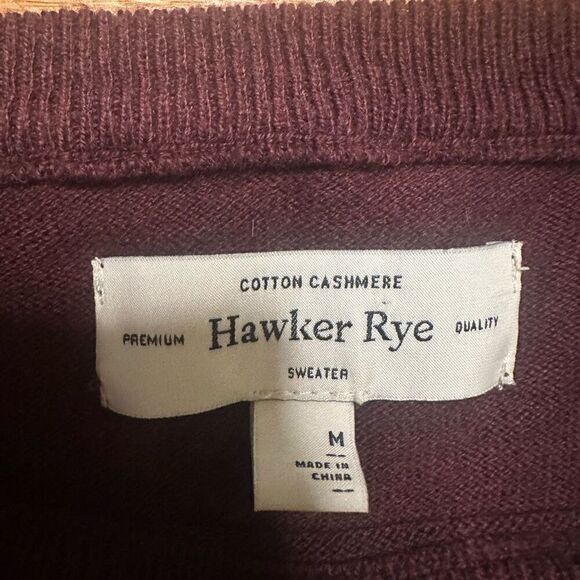 COTTON CASHMERE
PREMIUM Hawker Rye QUALITY
SWEATER
M
MADE IN
CHINA